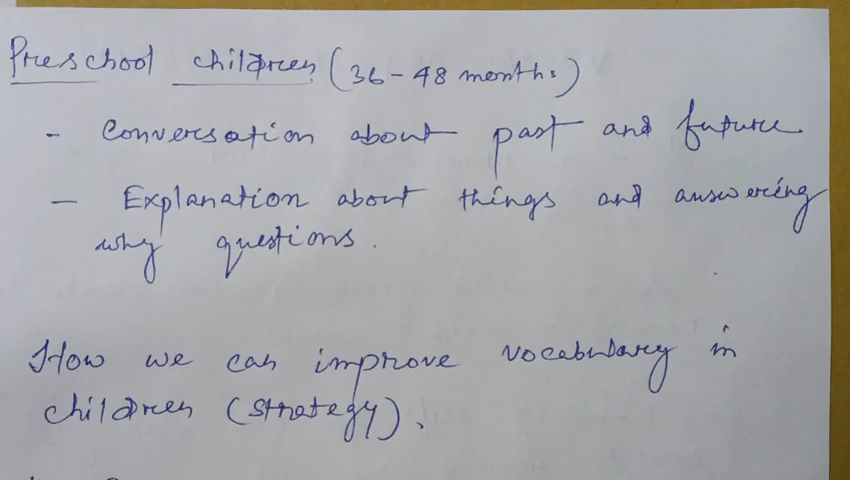 Preschool children (36-48 months)
- Conversation about past and future.
- Explanation about things and answering
why questions.
How we can improve vocabulary in
children (strategy).